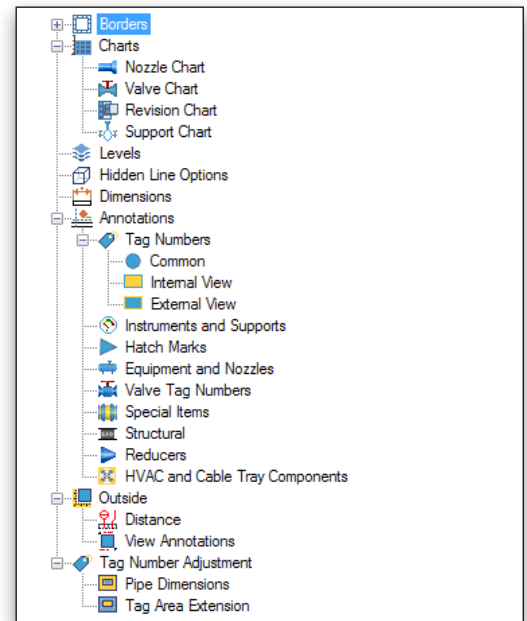 Borders
Charts
Nozzle Chart
Valve Chart
Revision Chart
Support Chart
Levels
Hidden Line Options
Dimensions
Annotations
Tag Numbers
Common
Internal View
External View
Instruments and Supports
Hatch Marks
Equipment and Nozzles
Valve Tag Numbers
Special Items
Structural
Reducers
HVAC and Cable Tray Components
Outside
Distance
View Annotations
Tag Number Adjustment
Pipe Dimensions
Tag Area Extension